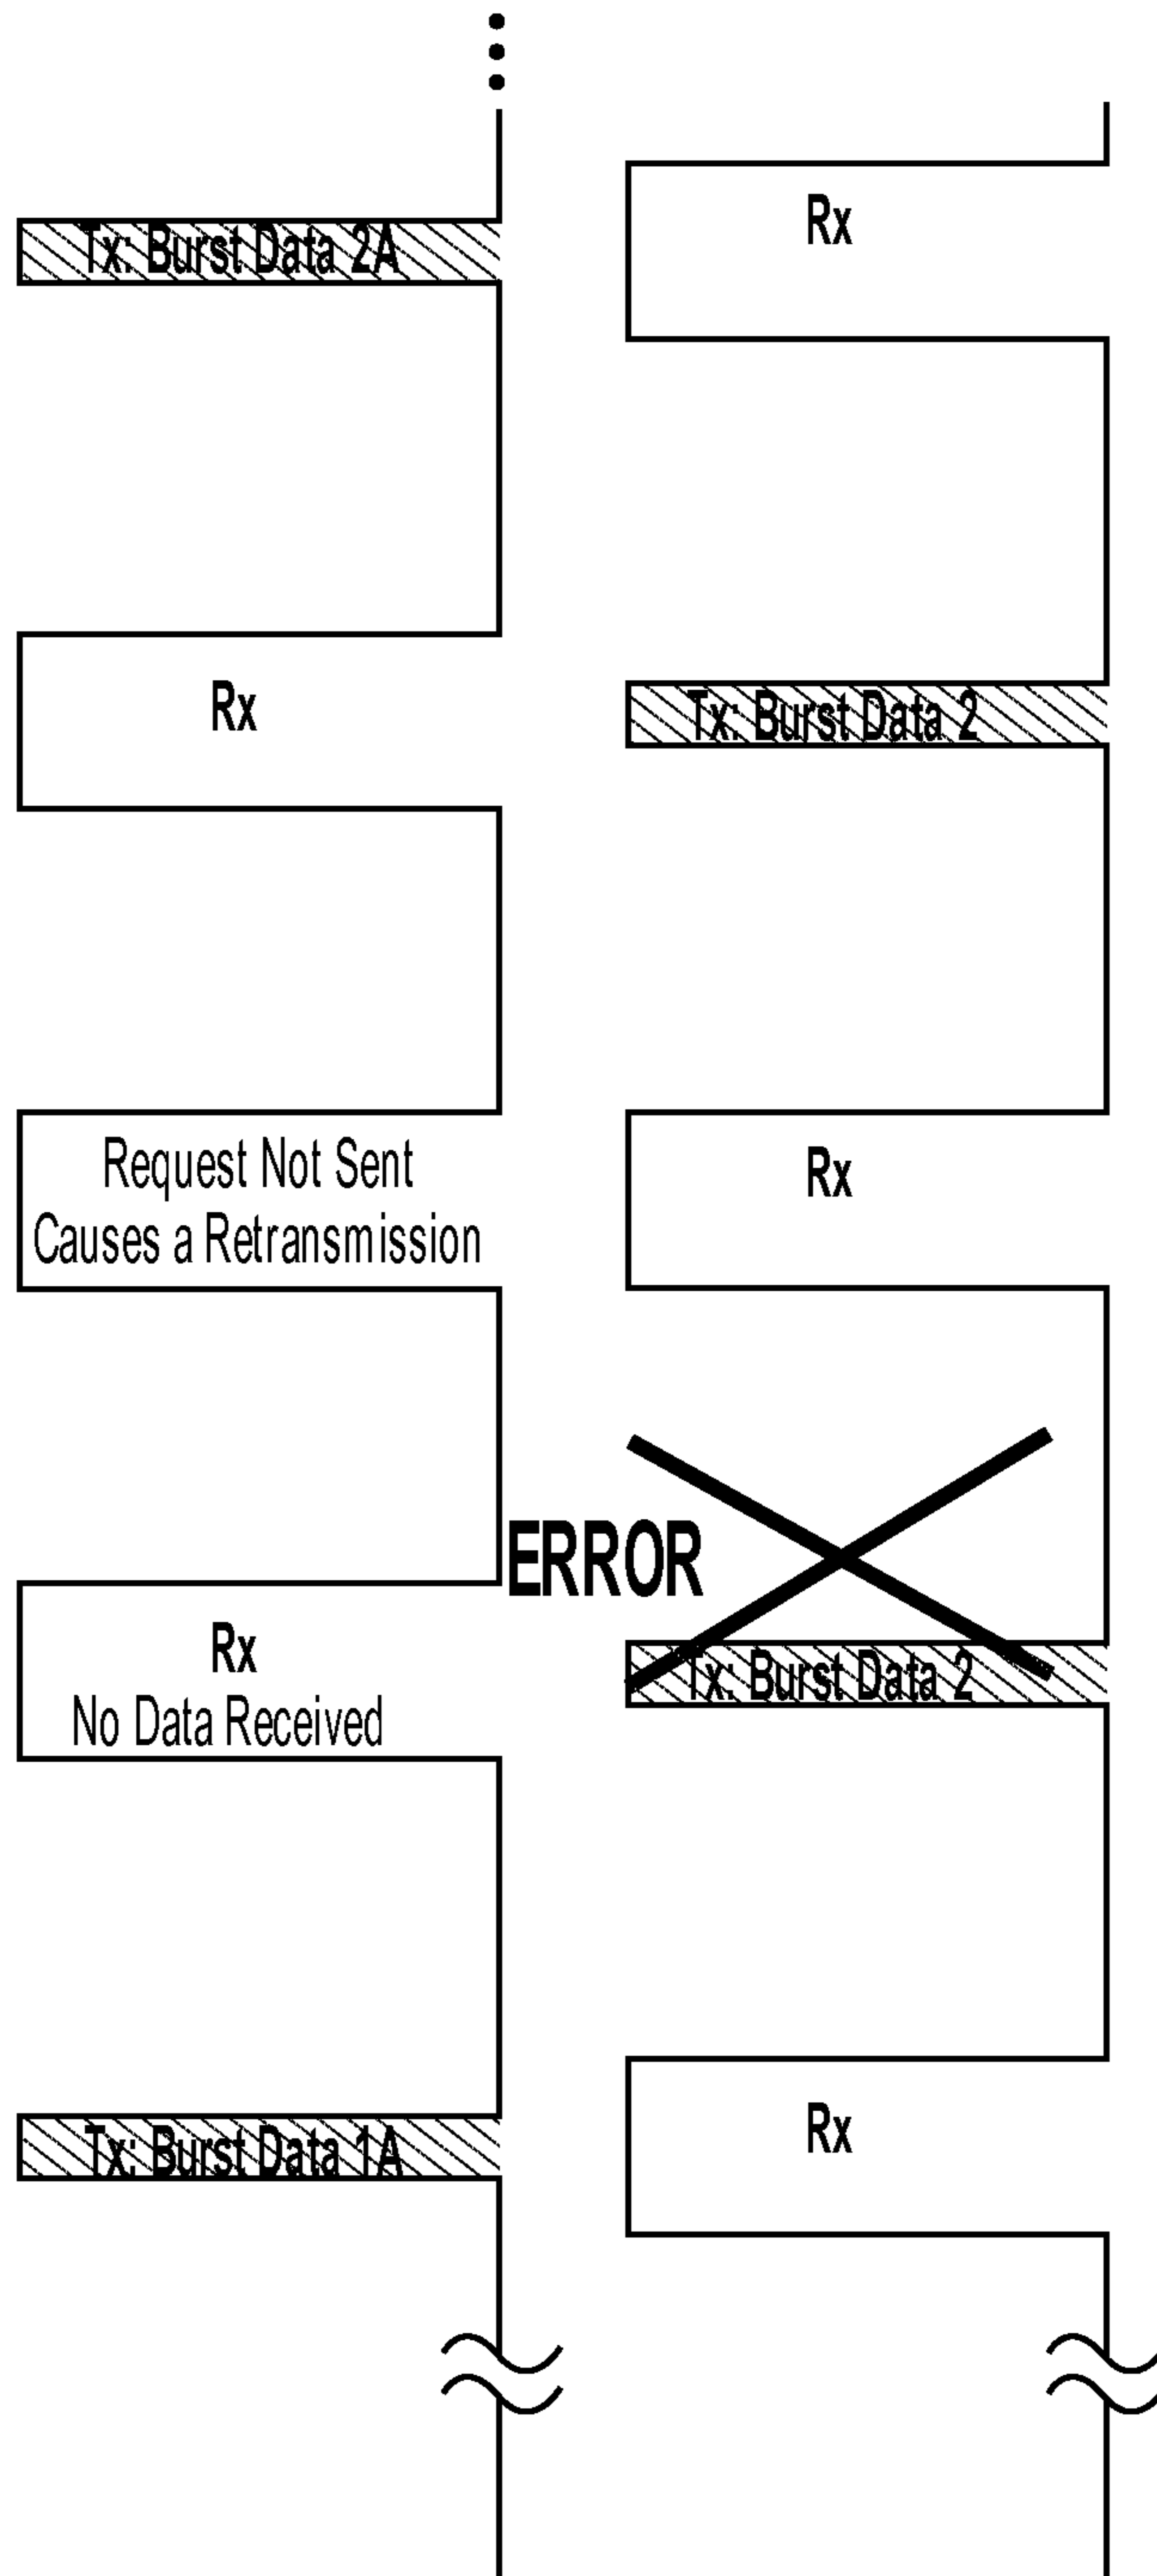 Rx
Tx: Burst Data 2A
Rx
Tx: Burst Data 2
Request Not Sent
Causes a Retransmission
Rx
ERROR
Rx
No Data Received
Tx: Burst Data 2
Tx: Burst Data 1A
Rx